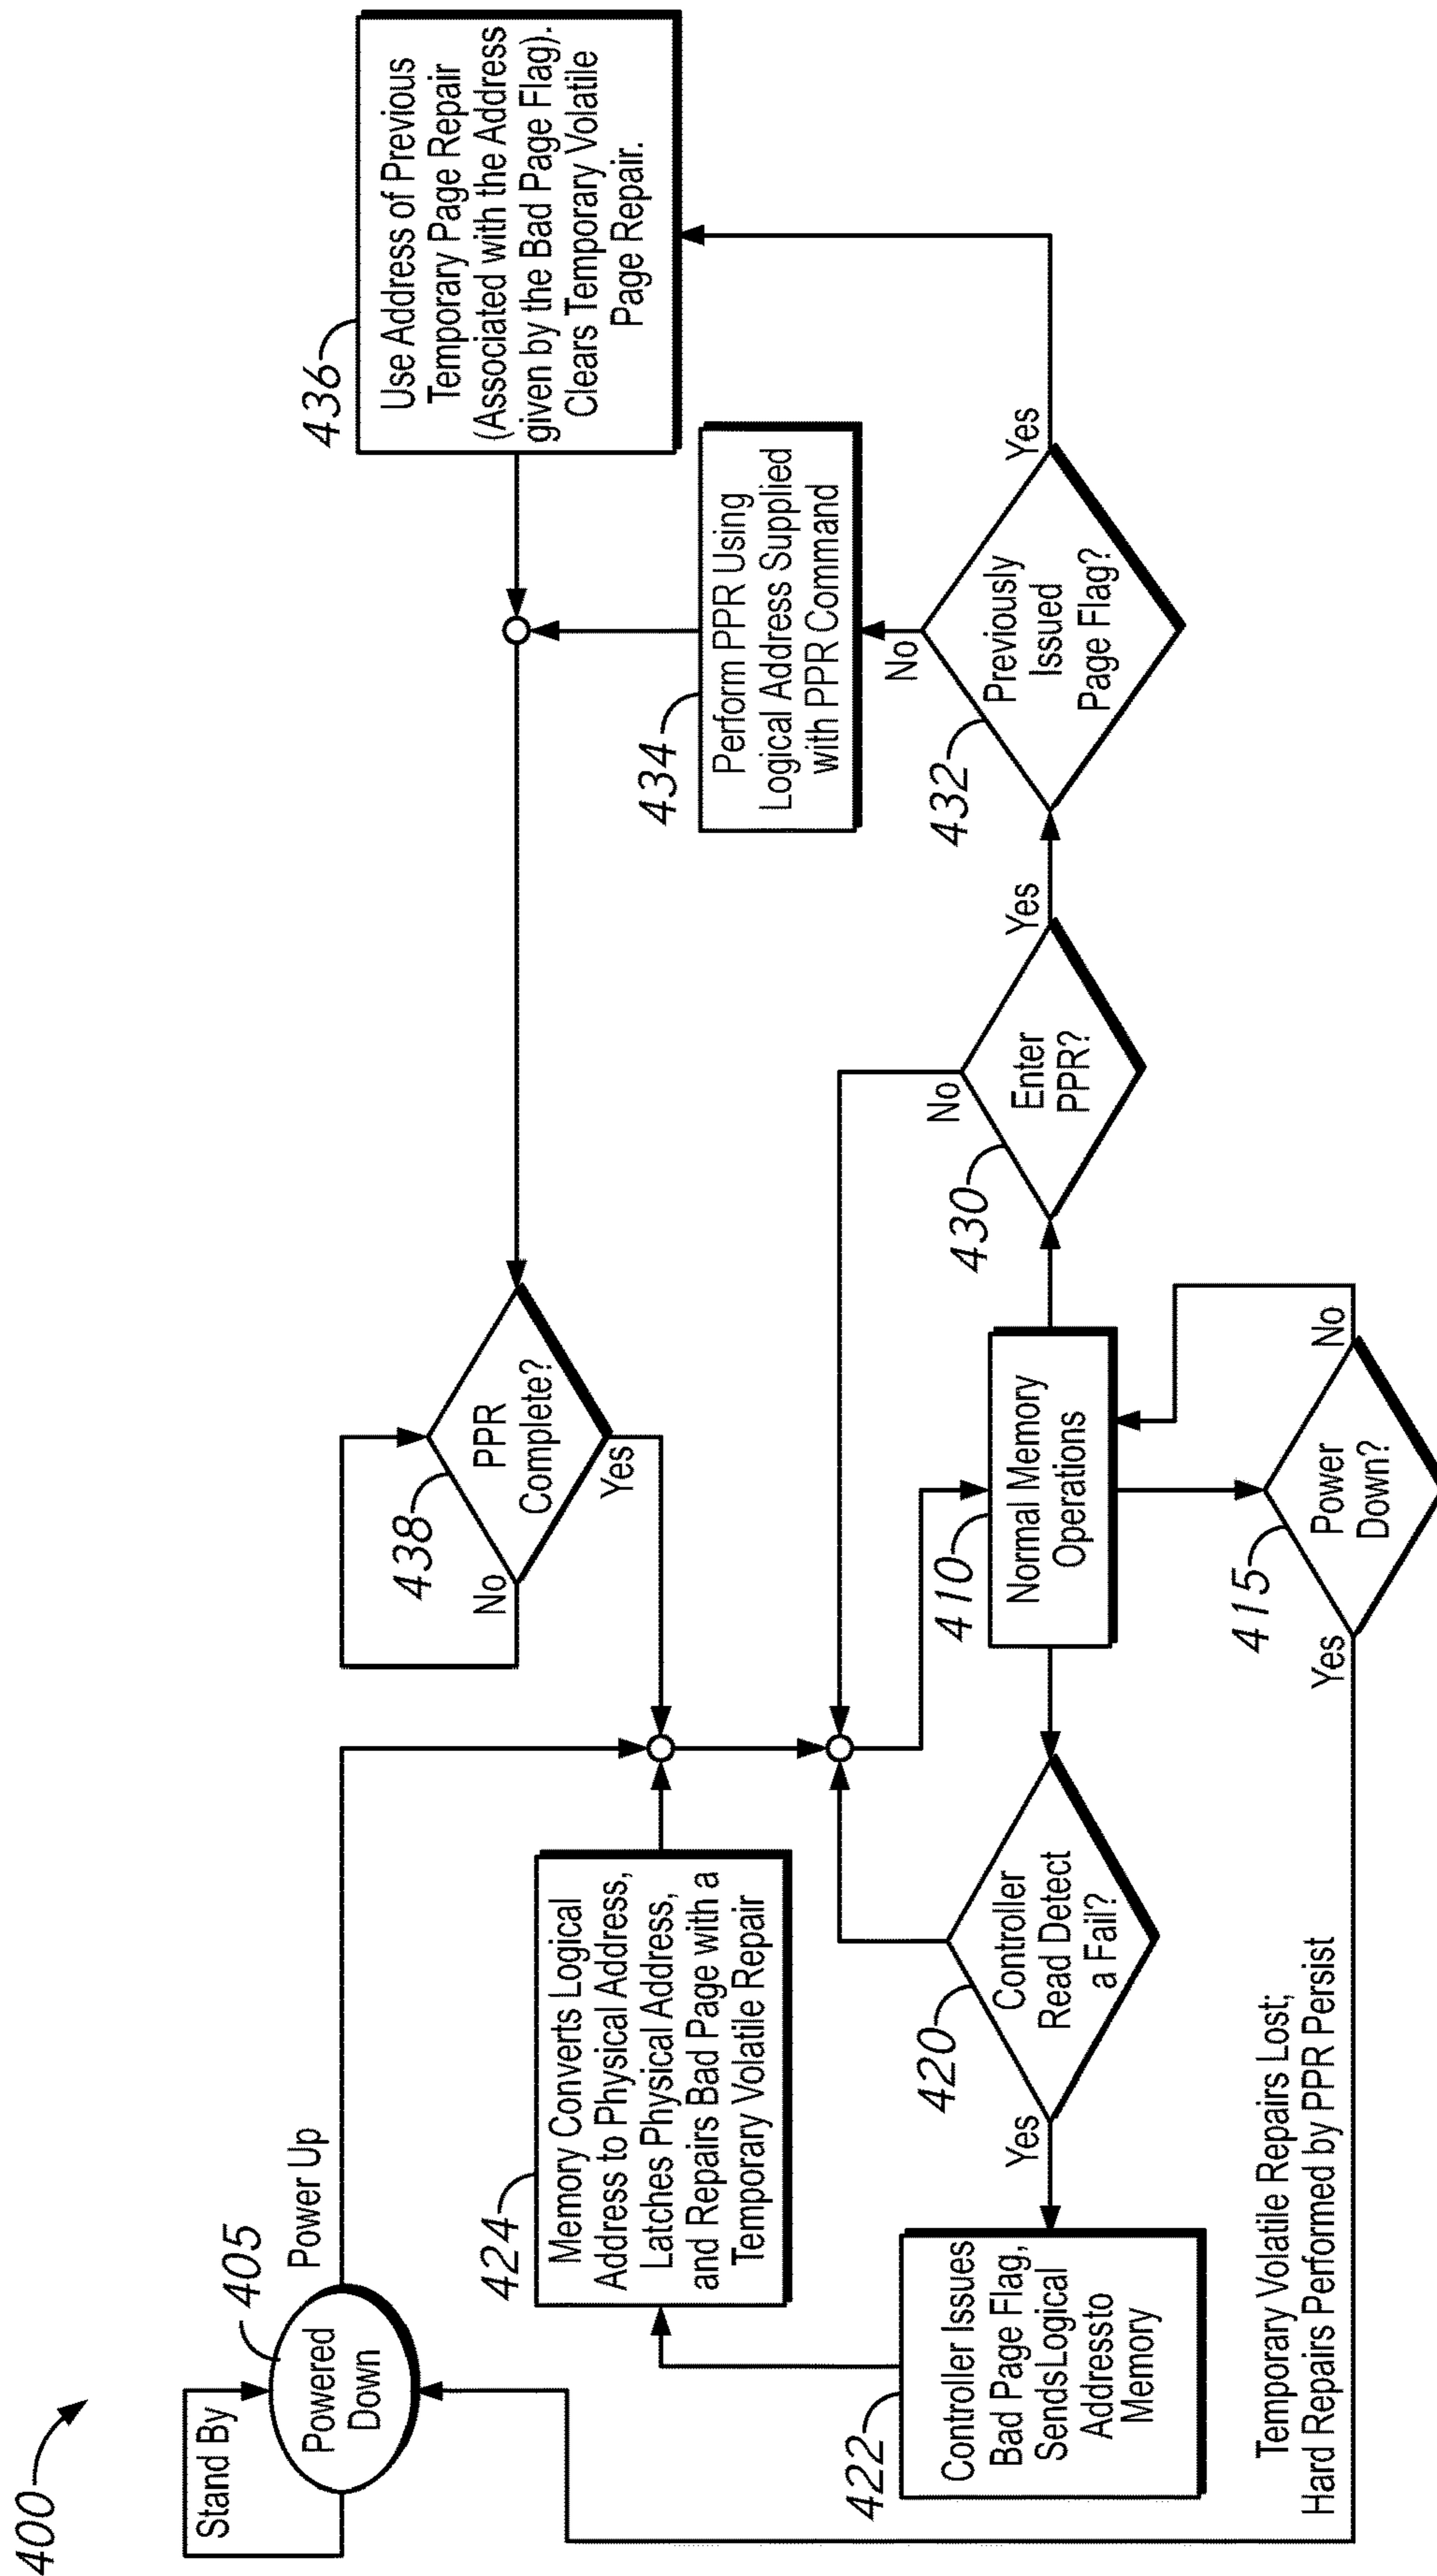 400
Stand By
Powered
Down
405
Power Up
424
Memory Converts Logical
Address to Physical Address,
Latches Physical Address,
and Repairs Bad Page with a
Temporary Volatile Repair
422
Controller Issues
Bad Page Flag,
SendsLogical
Addressto
Memory
Yes
420
Controller
Read Detect
a Fail?
438
PPR
Complete?
No
Yes
410
Normal Memory
Operations
415
Power
Down?
Yes
No
Temporary Volatile Repairs Lost;
Hard Repairs Performed by PPR Persist
430
Enter
PPR?
No
Yes
432
Previously
Issued
Page Flag?
No
Yes
434
Perform PPR Using
Logical Address Supplied
with PPR Command
436
Use Address of Previous
Temporary Page Repair
(Associated with the Address
given by the Bad Page Flag).
Clears Temporary Volatile
Page Repair.